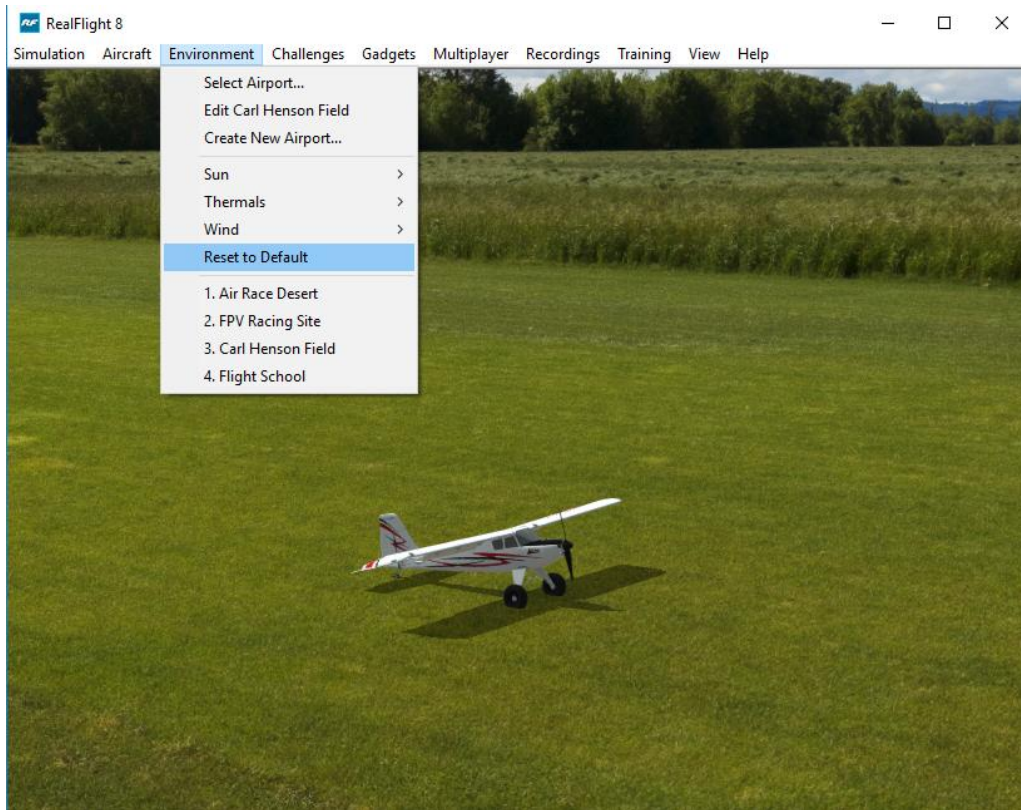 RF RealFlight 8
Simulation Aircraft Environment Challenges Gadgets Multiplayer Recordings Training View Help
Select Airport...
Edit Carl Henson Field
Create New Airport...
Sun
Thermals
Wind
Reset to Default
1. Air Race Desert
2. FPV Racing Site
3. Carl Henson Field
4. Flight School